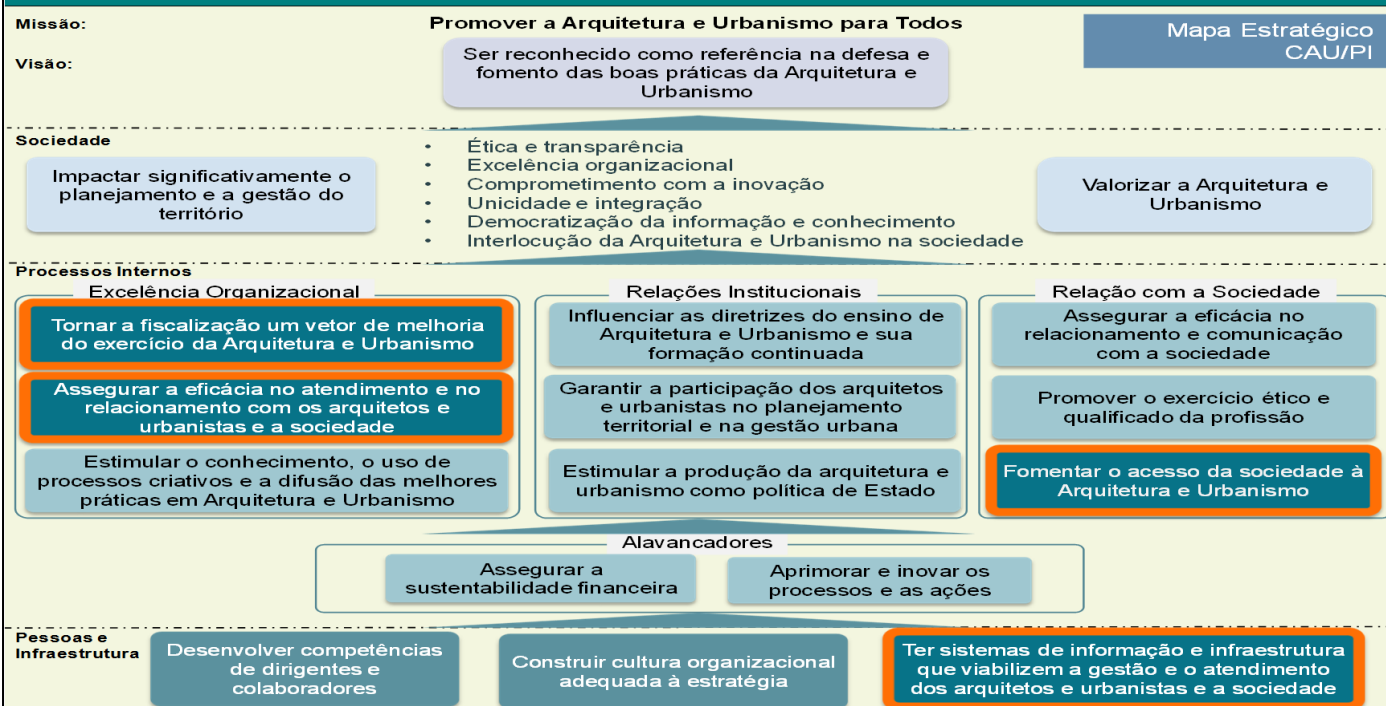 Missão:
Promover a Arquitetura e Urbanismo para Todos
Mapa Estratégico
CAU/PI
Visão:
Ser reconhecido como referência na defesa e
fomento das boas práticas da Arquitetura e
Urbanismo
Sociedade
Impactar significativamente o
planejamento e a gestão do
território
• Ética e transparência
• Excelência organizacional
• Comprometimento com a inovação
• Unicidade e integração
• Democratização da informação e conhecimento
• Interlocução da Arquitetura e Urbanismo na sociedade
Valorizar a Arquitetura e
Urbanismo
Processos Internos
Excelência Organizacional
Tornar a fiscalização um vetor de melhoria
do exercício da Arquitetura e Urbanismo
Assegurar a eficácia no atendimento e no
relacionamento com os arquitetos e
urbanistas e a sociedade
Estimular o conhecimento, o uso de
processos criativos e a difusão das melhores
práticas em Arquitetura e Urbanismo
Relações Institucionais
Influenciar as diretrizes do ensino de
Arquitetura e Urbanismo e sua
formação continuada
Garantir a participação dos arquitetos
e urbanistas no planejamento
territorial e na gestão urbana
Estimular a produção da arquitetura e
urbanismo como política de Estado
Relação com a Sociedade
Assegurar a eficácia no
relacionamento e comunicação
com a sociedade
Promover o exercício ético e
qualificado da profissão
Fomentar o acesso da sociedade à
Arquitetura e Urbanismo
Alavancadores
Assegurar a
sustentabilidade financeira
Aprimorar e inovar os
processos e as ações
Pessoas e
Infraestrutura
Desenvolver competências
de dirigentes e
colaboradores
Construir cultura organizacional
adequada à estratégia
Ter sistemas de informação e infraestrutura
que viabilizem a gestão e o atendimento
dos arquitetos e urbanistas e a sociedade